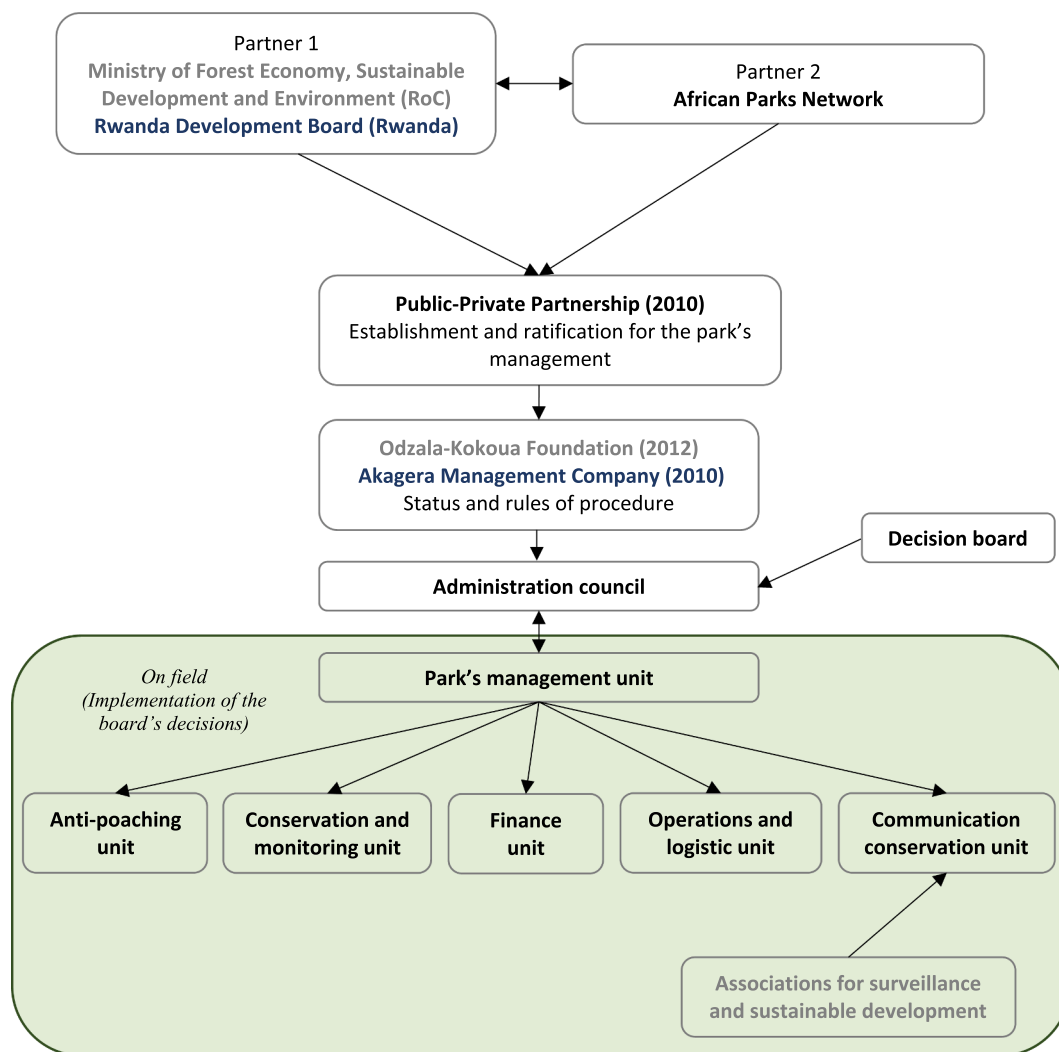 Partner 1
Ministry of Forest Economy, Sustainable
Development and Environment (RoC)
Rwanda Development Board (Rwanda)
Partner 2
African Parks Network
Public-Private Partnership (2010)
Establishment and ratification for the park’s
management
Odzala-Kokoua Foundation (2012)
Akagera Management Company (2010)
Status and rules of procedure
Decision board
Administration council
On field
(Implementation of the
board’s decisions)
Park’s management unit
Anti-poaching
unit
Conservation and
monitoring unit
Finance
unit
Operations and
logistic unit
Communication
conservation unit
Associations for surveillance
and sustainable development